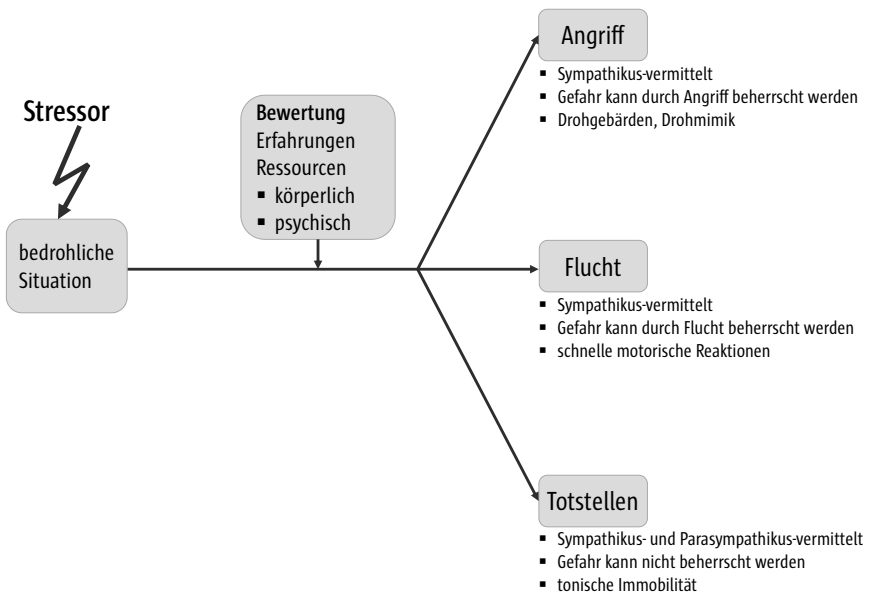 Stressor
bedrohliche
Situation
Bewertung
Erfahrungen
Ressourcen
▪ körperlich
▪ psychisch
Angriff
▪ Sympathikus-vermittelt
▪ Gefahr kann durch Angriff beherrscht werden
▪ Drohgebärden, Drohmimik
Flucht
▪ Sympathikus-vermittelt
▪ Gefahr kann durch Flucht beherrscht werden
▪ schnelle motorische Reaktionen
Totstellen
▪ Sympathikus- und Parasympathikus-vermittelt
▪ Gefahr kann nicht beherrscht werden
▪ tonische Immobilität